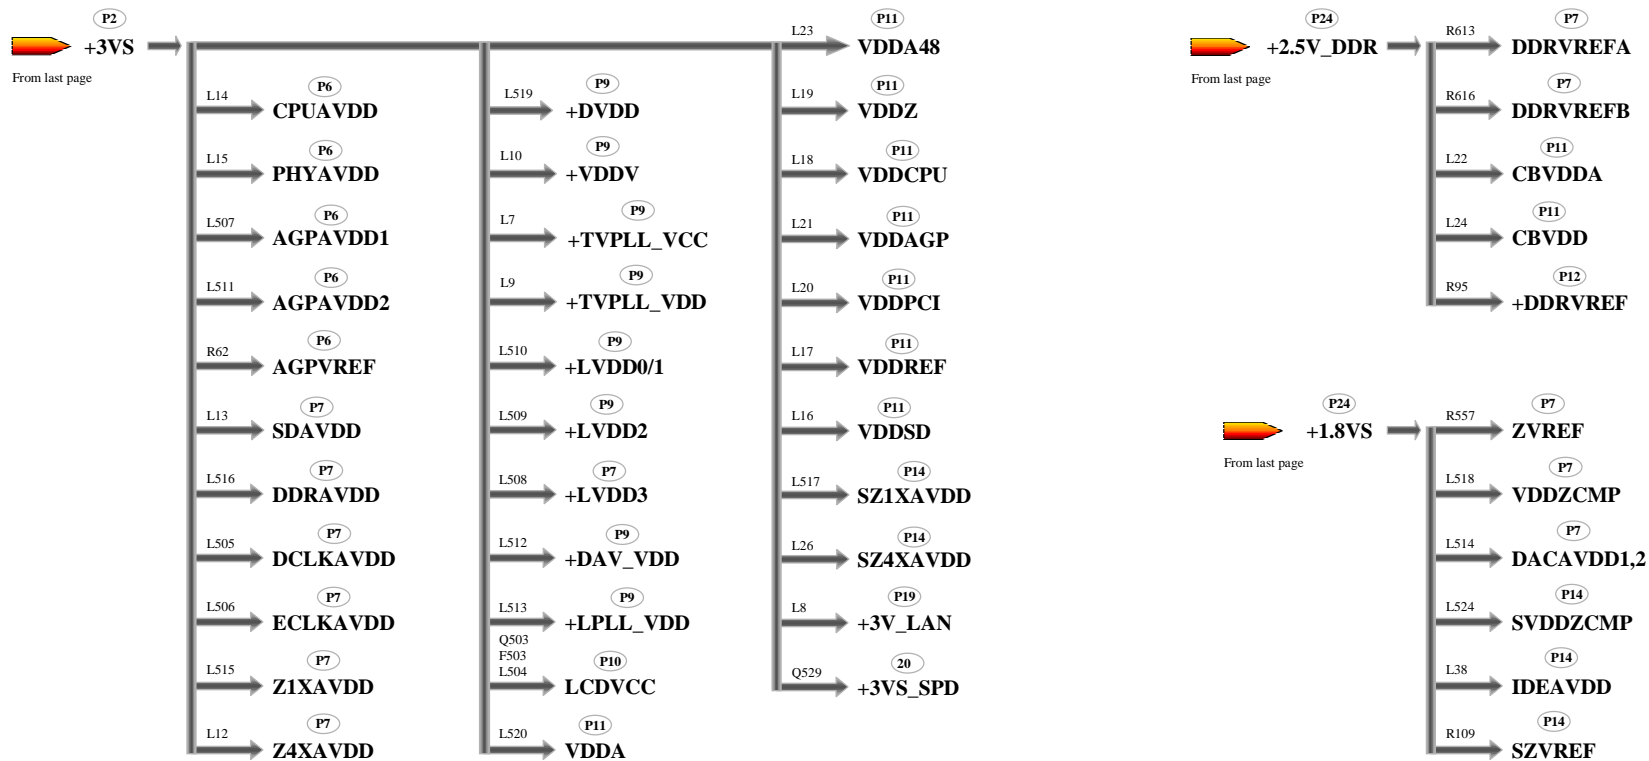 P2
+3VS
From last page
L14
P6
CPUAVDD
L15
P6
PHYAVDD
L507
P6
AGPAVDD1
L511
P6
AGPAVDD2
R62
P6
AGPVREF
L13
P7
SDAVDD
L516
P7
DDRAVDD
L505
P7
DCLKAVDD
L506
P7
ECLKAVDD
L515
P7
Z1XAVDD
L12
P7
Z4XAVDD
L519
P9
+DVDD
L10
P9
+VDDV
L7
P9
+TVPLL_VCC
L9
P9
+TVPLL_VDD
L510
P9
+LVDD0/1
L509
P9
+LVDD2
L508
P7
+LVDD3
L512
P9
+DAV_VDD
L513
P9
+LPLL_VDD
Q503
F503
L504
P10
LCDVCC
L520
P11
VDDA
L23
P11
VDDA48
L19
P11
VDDZ
L18
P11
VDDCPU
L21
P11
VDDAGP
L20
P11
VDDPCI
L17
P11
VDDREF
L16
P11
VDDSD
L517
P14
SZ1XAVDD
L26
P14
SZ4XAVDD
L8
P19
+3V_LAN
Q529
20
+3VS_SPD
P24
+2.5V_DDR
From last page
R613
P7
DDRVREFA
R616
P7
DDRVREFB
L22
P11
CBVDDA
L24
P11
CBVDD
R95
P12
+DDRVREF
P24
+1.8VS
From last page
R557
P7
ZVREF
L518
P7
VDDZCMP
L514
P7
DACAVDD1,2
L524
P14
SVDDZCMP
L38
P14
IDEAVDD
R109
P14
SZVREF